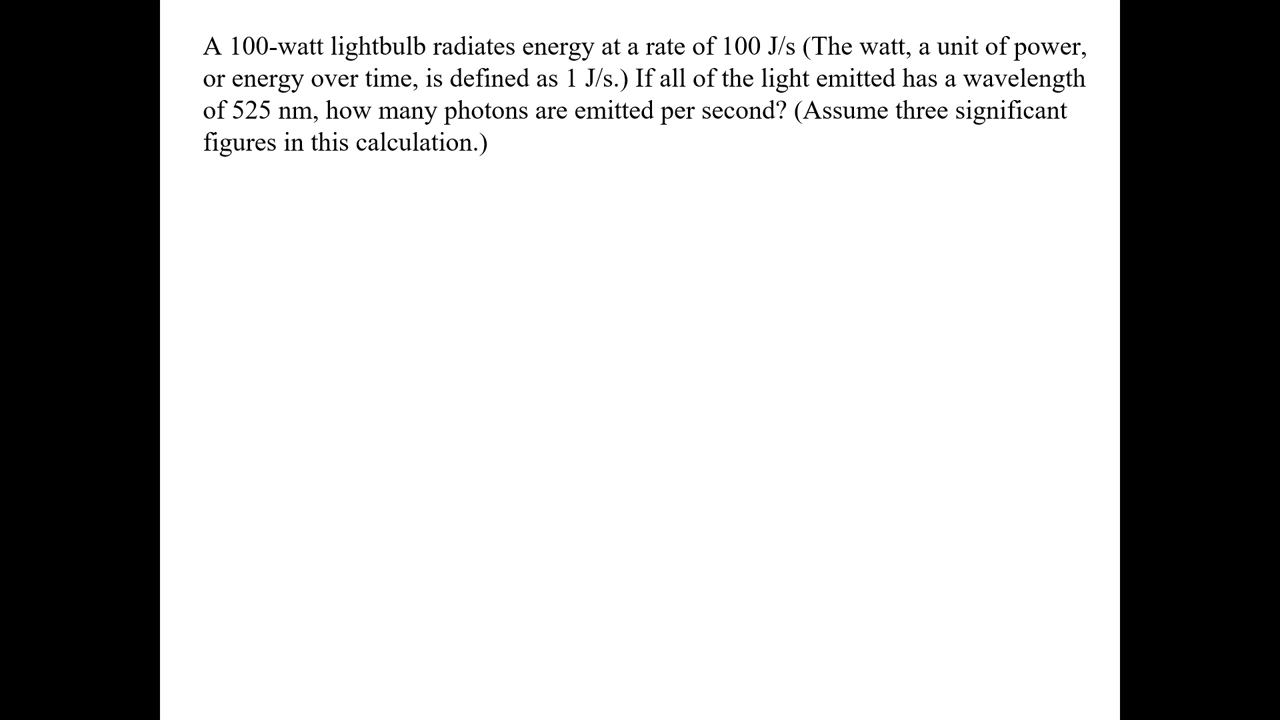 A 100-watt lightbulb radiates energy at a rate of 100 J/s (The watt, a unit of power,
or energy over time, is defined as 1 J/s.) If all of the light emitted has a wavelength
of 525 nm, how many photons are emitted per second? (Assume three significant
figures in this calculation.)